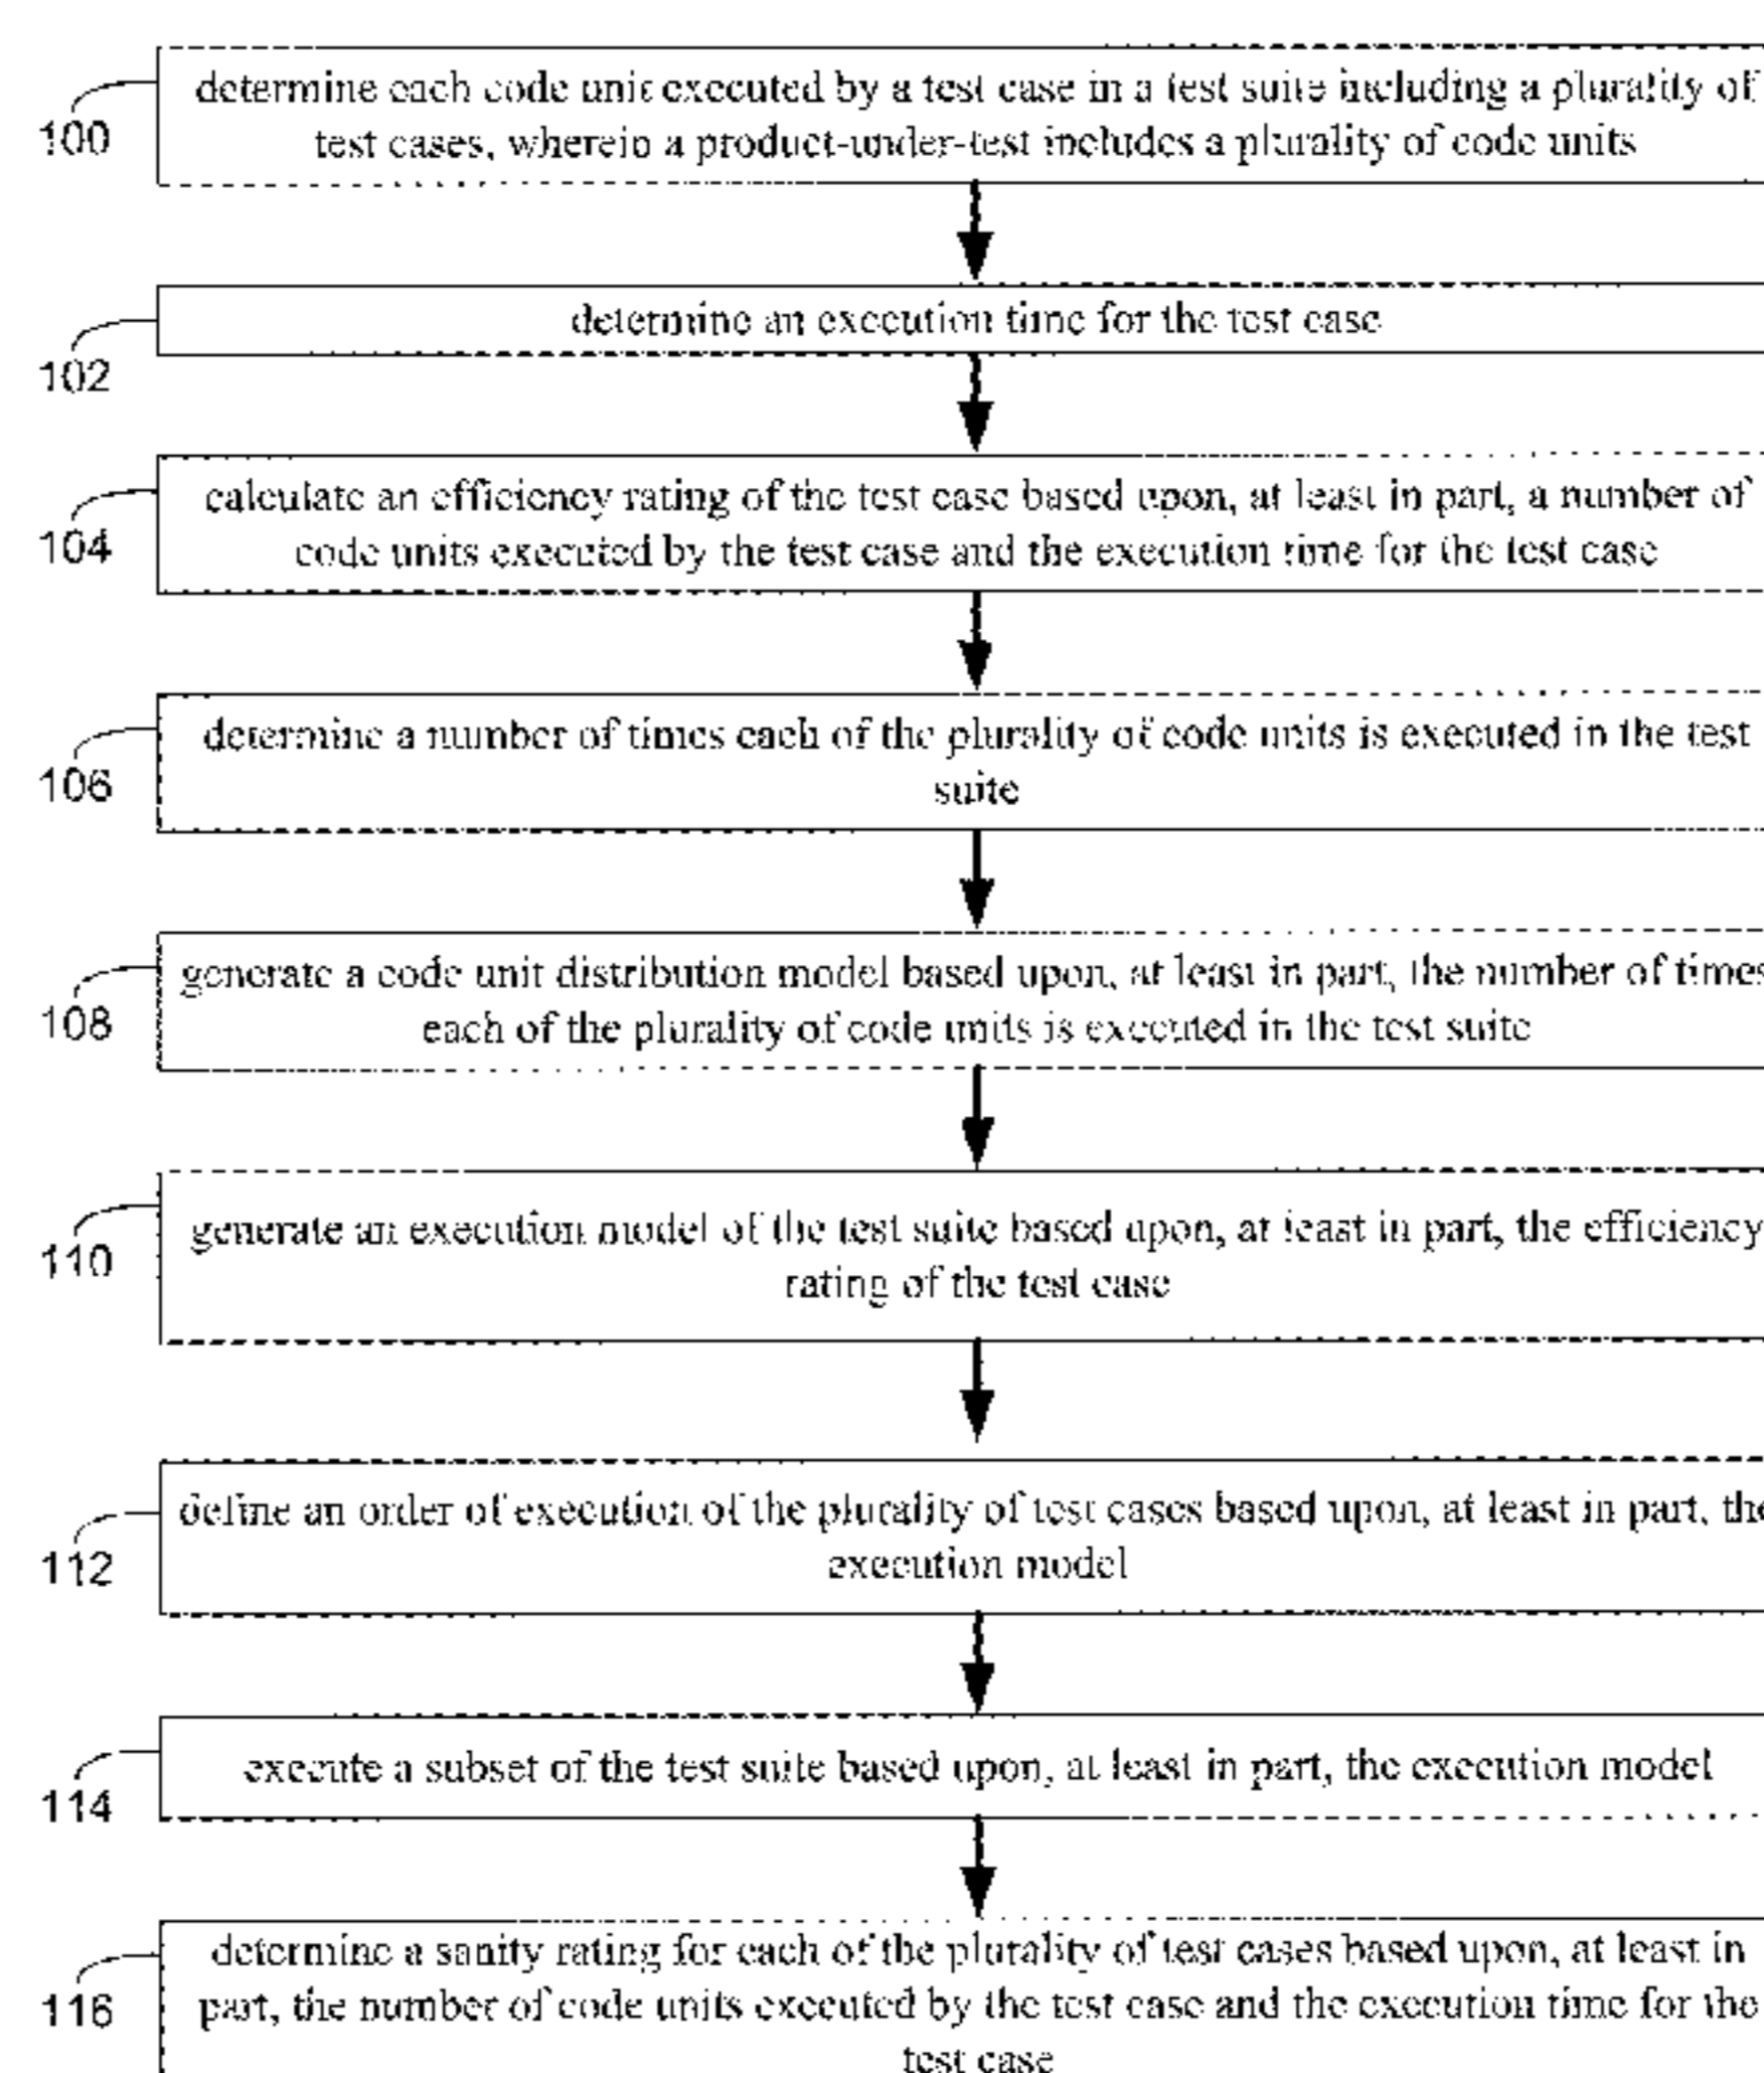 determine each code unit executed by a test case in a test suite including a plurality of
test cases, wherein a product-under-test includes a plurality of code units
100
determine an execution time for the test case
102
calculate an efficiency rating of the test case based upon, at least in part, a number of
code units executed by the test case and the execution time for the test case
104
determine a number of times each of the plurality of code units is executed in the test
suite
106
generate a code unit distribution model based upon, at least in part, the number of times
each of the plurality of code units is executed in the test suite
108
generate an execution model of the test suite based upon, at least in part, the efficiency
rating of the test case
110
define an order of execution of the plurality of test cases based upon, at least in part, the
execution model
112
execute a subset of the test suite based upon, at least in part, the execution model
114
determine a sanity rating for each of the plurality of test cases based upon, at least in
part, the number of code units executed by the test case and the execution time for the
test case
116